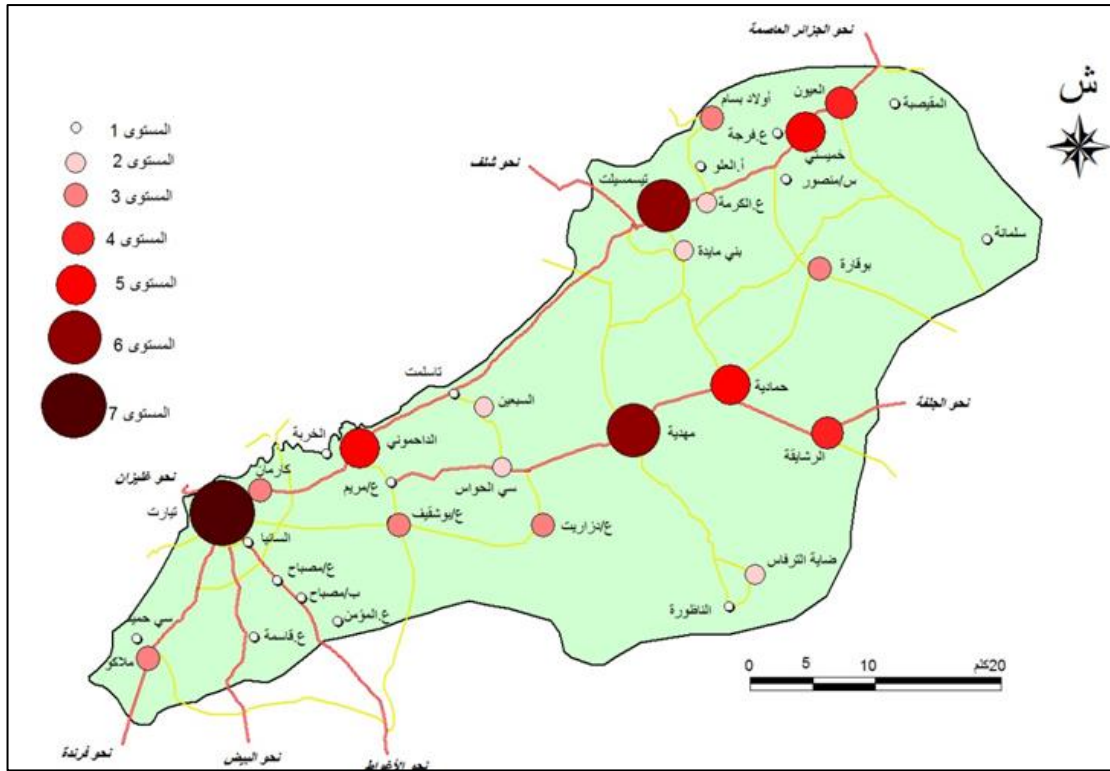 نحو الجزائر العاصمة
ش
العيون
المقيصبة
أولاد بسام
ع.فرجة
خميستي
أ.العلو
س/منصور
نحو شلف
تيسمسيلت
ع.الكرمة
سلمانة
بني مايدة
بوقارة
المستوى 1
المستوى 2
المستوى 3
المستوى 4
المستوى 5
المستوى 6
المستوى 7
تاسلمت
السبعين
حمادية
نحو الجلفة
مهدية
الرشايقة
الداحموني
الخربة
سي الحواس
ع/مريم
كارمان
نحو غليزان
تيارت
ع/بوشقيف
ع/دزاريت
السانيا
ضاية الترفاس
ع/مصباح
ب/مصباح
الناظورة
ع.المؤمن
سي حميد
ع.قاسمة
ملاكو
20كلم
10
5
0
نحو فرندة
نحو البيض
نحو الأغواط